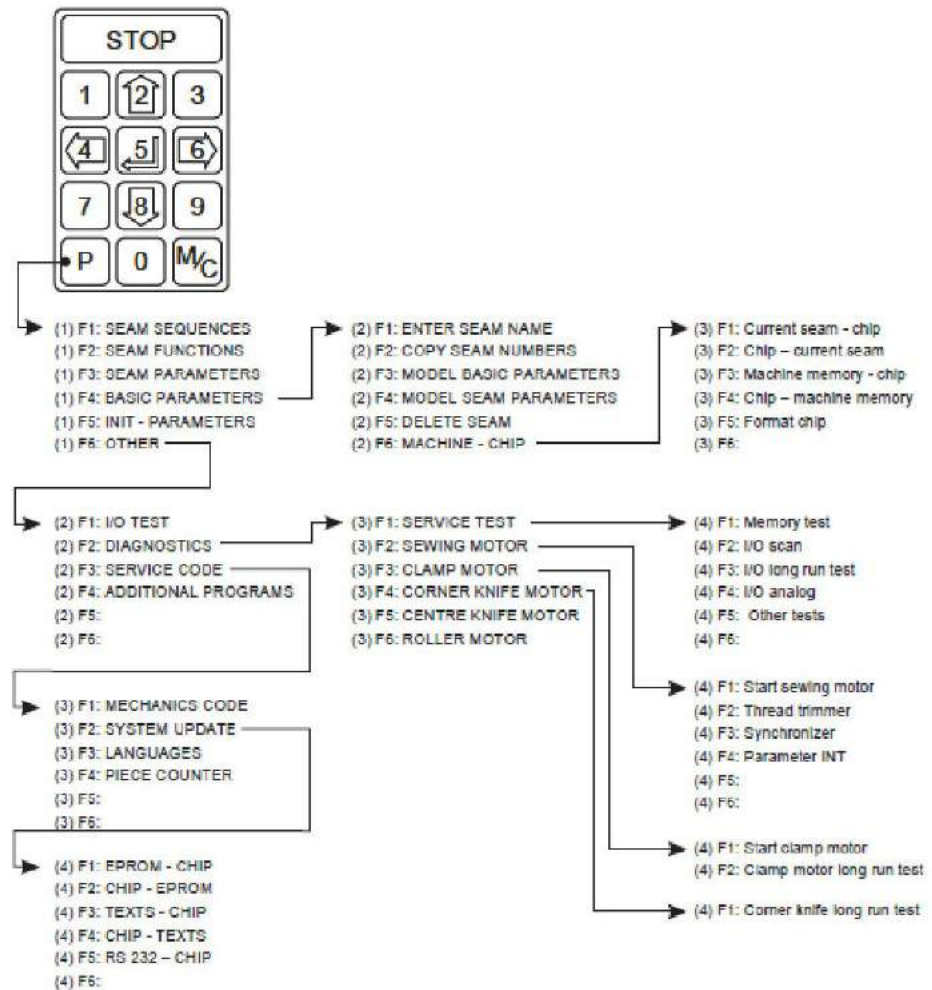 STOP
1 2 3
4 5 6
7 8 9
P 0 M/C
(1) F1: SEAM SEQUENCES
(1) F2: SEAM FUNCTIONS
(1) F3: SEAM PARAMETERS
(1) F4: BASIC PARAMETERS
(1) F5: INIT - PARAMETERS
(1) F6: OTHER
(2) F1: ENTER SEAM NAME
(2) F2: COPY SEAM NUMBERS
(2) F3: MODEL BASIC PARAMETERS
(2) F4: MODEL SEAM PARAMETERS
(2) F5: DELETE SEAM
(2) F6: MACHINE - CHIP
(3) F1: Current seam - chip
(3) F2: Chip – current seam
(3) F3: Machine memory - chip
(3) F4: Chip – machine memory
(3) F5: Format chip
(3) F6:
(2) F1: I/O TEST
(2) F2: DIAGNOSTICS
(2) F3: SERVICE CODE
(2) F4: ADDITIONAL PROGRAMS
(2) F5:
(2) F6:
(3) F1: SERVICE TEST
(3) F2: SEWING MOTOR
(3) F3: CLAMP MOTOR
(3) F4: CORNER KNIFE MOTOR
(3) F5: CENTRE KNIFE MOTOR
(3) F6: ROLLER MOTOR
(4) F1: Memory test
(4) F2: I/O scan
(4) F3: I/O long run test
(4) F4: I/O analog
(4) F5: Other tests
(4) F6:
(4) F1: Start sewing motor
(4) F2: Thread trimmer
(4) F3: Synchronizer
(4) F4: Parameter INT
(4) F5:
(4) F6:
(4) F1: Start clamp motor
(4) F2: Clamp motor long run test
(4) F1: Corner knife long run test
(3) F1: MECHANICS CODE
(3) F2: SYSTEM UPDATE
(3) F3: LANGUAGES
(3) F4: PIECE COUNTER
(3) F5:
(3) F6:
(4) F1: EPROM - CHIP
(4) F2: CHIP - EPROM
(4) F3: TEXTS - CHIP
(4) F4: CHIP - TEXTS
(4) F5: RS 232 – CHIP
(4) F6: